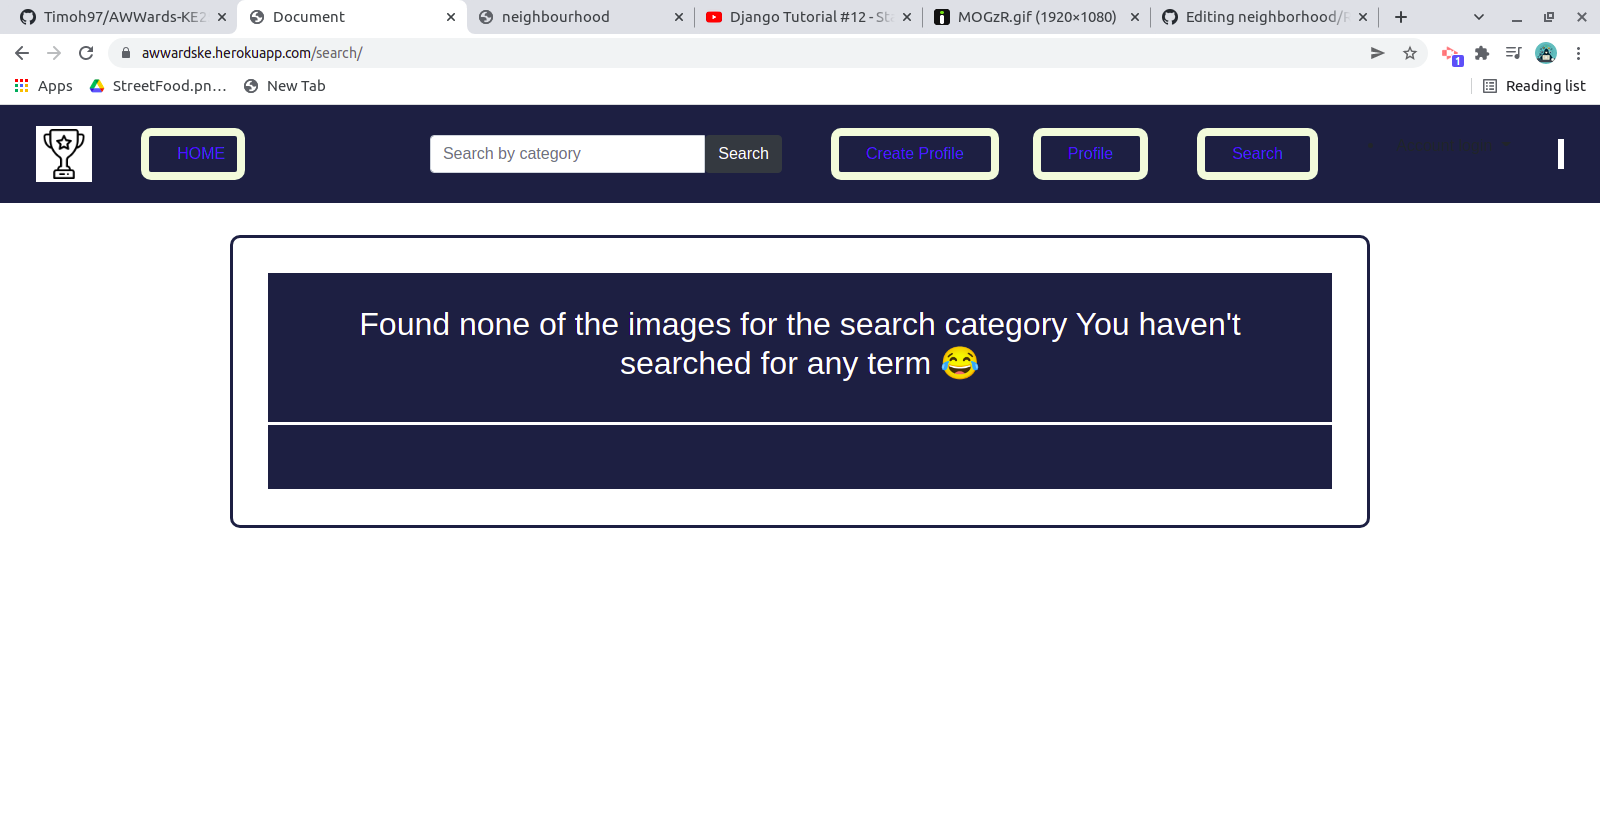 Timoh97/AWWards-KE2
Document
neighbourhood
Django Tutorial #12 - Sta
MOGzR.gif (1920×1080)
Editing neighborhood/R
awwardske.herokuapp.com/search/
1
Apps
StreetFood.pn...
New Tab
Reading list
HOME
Search by category
Search
Create Profile
Profile
Search
Found none of the images for the search category You haven't
searched for any term 😂